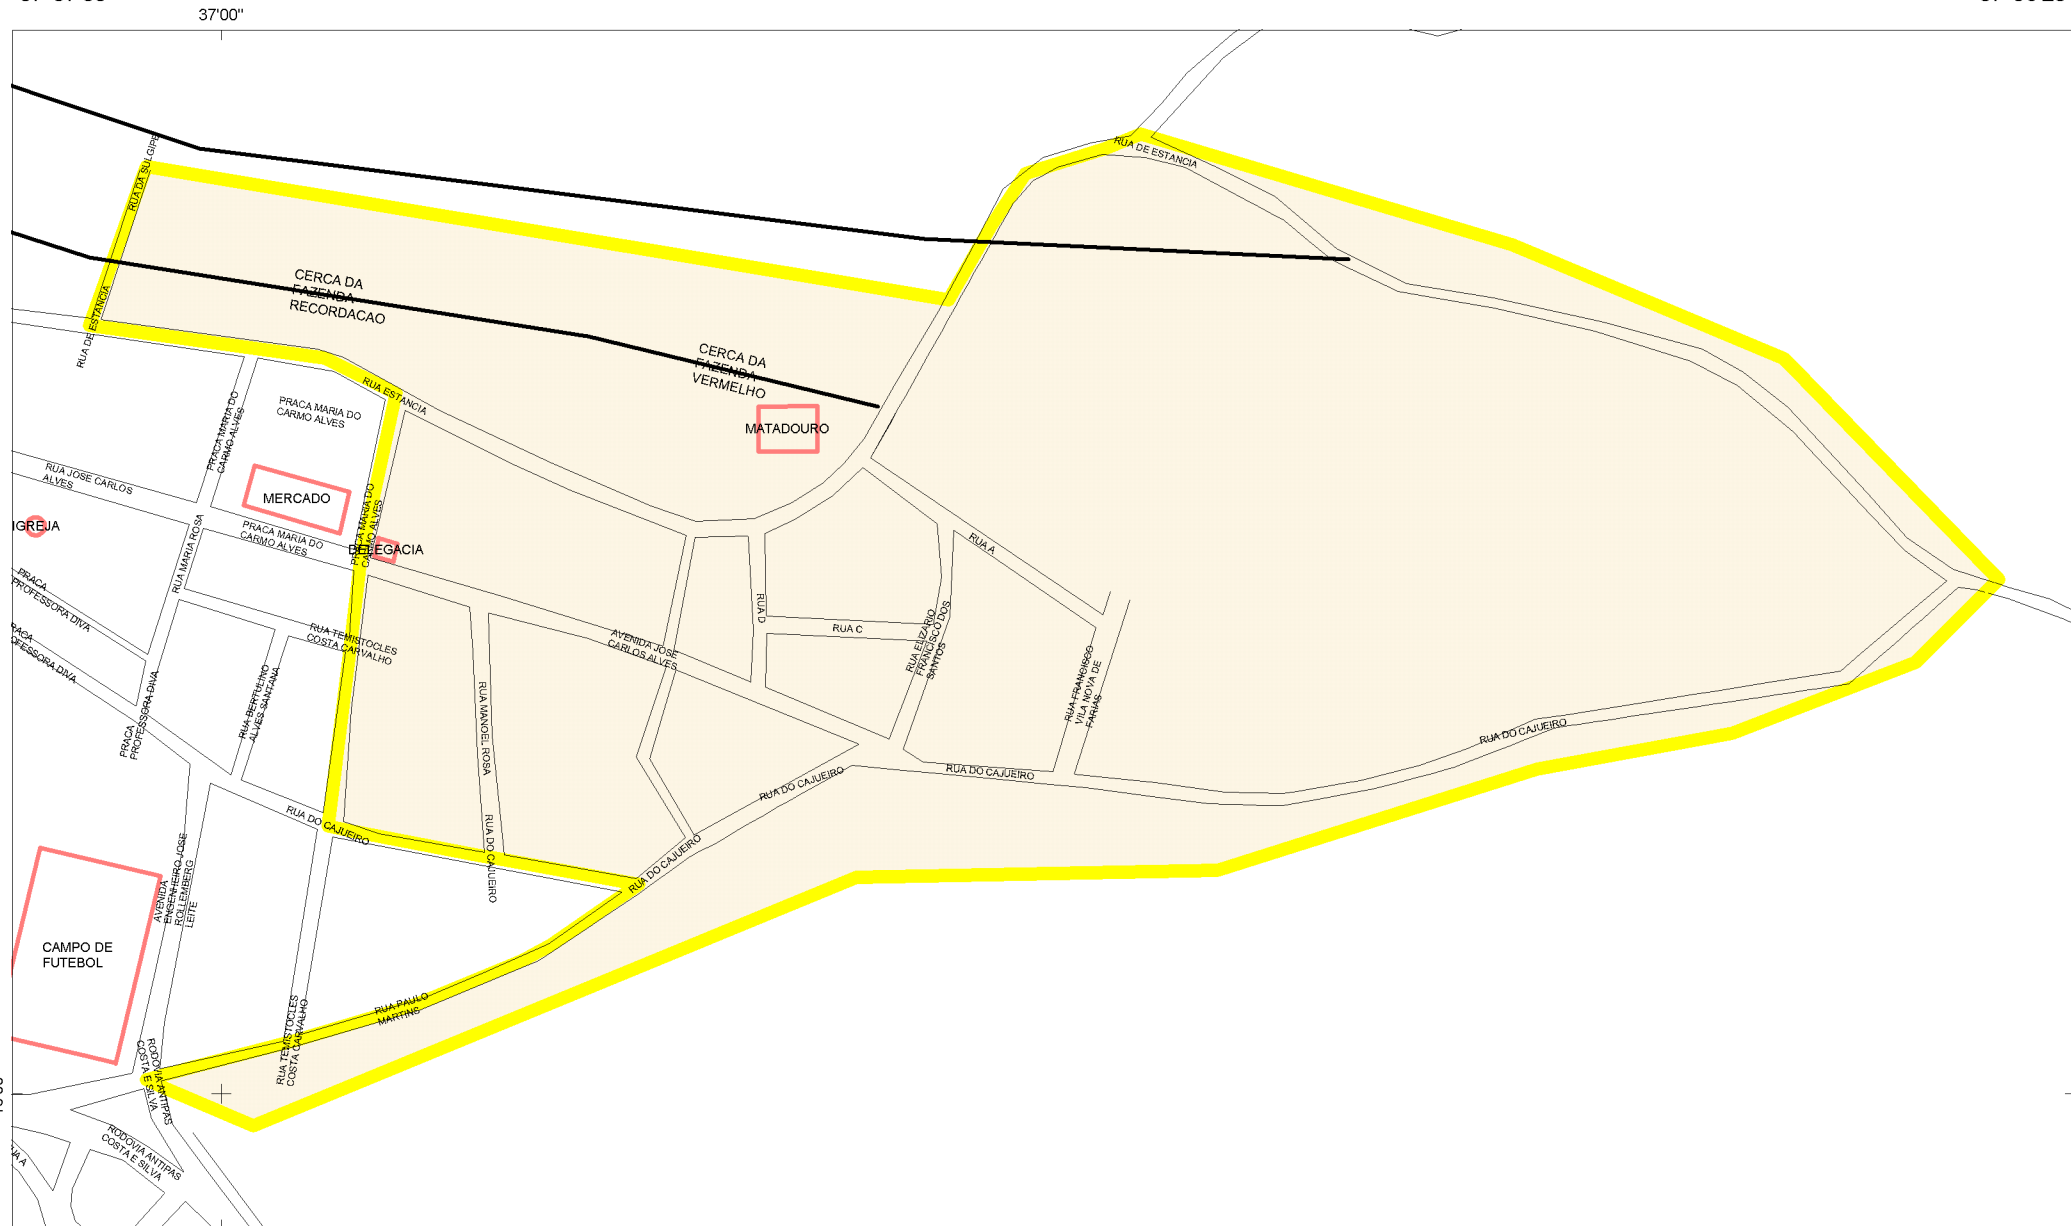 37'00"
RUA DA SULGIPE
RUA DE ESTANCIA
RUA DE ESTANCIA
CERCA DA
FAZENDA
RECORDACAO
CERCA DA
FAZENDA
VERMELHO
RUA ESTANCIA
PRACA MARIA DO
CARMO ALVES
PRACA MARIA DO
CARMO ALVES
MATADOURO
RUA JOSE CARLOS
ALVES
MERCADO
IGREJA
RUA MARIA ROSA
PRACA MARIA DO
CARMO ALVES
PRACA MARIA DO
CARMO ALVES
DELEGACIA
RUA A
PRACA
PROFESSORA DIVA
RUA D
RUA C
RUA TEMISTOCLES
COSTA CARVALHO
AVENIDA JOSE
CARLOS ALVES
RUA ELIZARIO
FRANCISCO DOS
SANTOS
RUA FRANCISCO
VILA NOVA DE
FARIAS
RUA BERTULINO
ALVES SANTANA
PRACA
PROFESSORA DIVA
RUA MANOEL ROSA
RUA DO CAJUEIRO
RUA DO CAJUEIRO
RUA DO CAJUEIRO
RUA DO CAJUEIRO
RUA DO CAJUEIRO
RUA DO CAJUEIRO
AVENIDA
ENGENHEIRO JOSE
ROLLEMBERG
LEITE
CAMPO DE
FUTEBOL
RUA PAULO
MARTINS
RUA TEMISTOCLES
COSTA CARVALHO
RODOVIA ANTIPAS
COSTA E SILVA
RODOVIA ANTIPAS
COSTA E SILVA